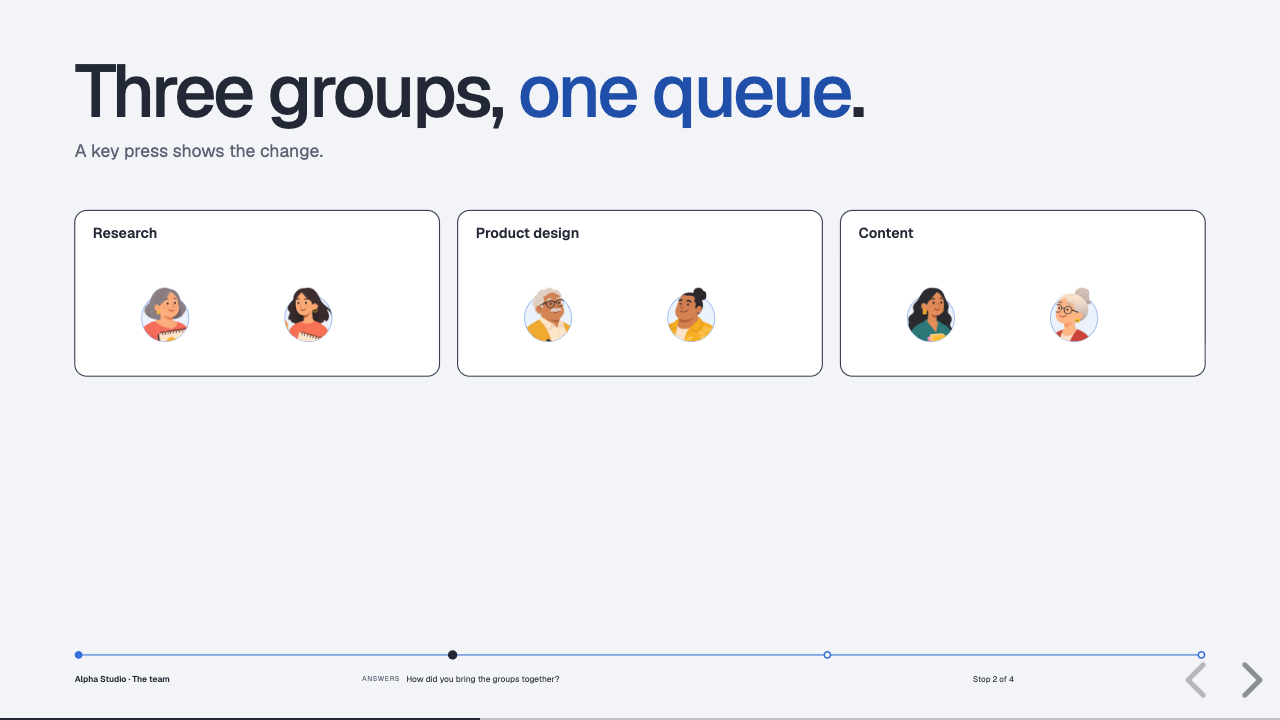 Three groups, one queue.
A key press shows the change.
Research
Product design
Content
Alpha Studio · The team
ANSWERS How did you bring the groups together?
Stop 2 of 4